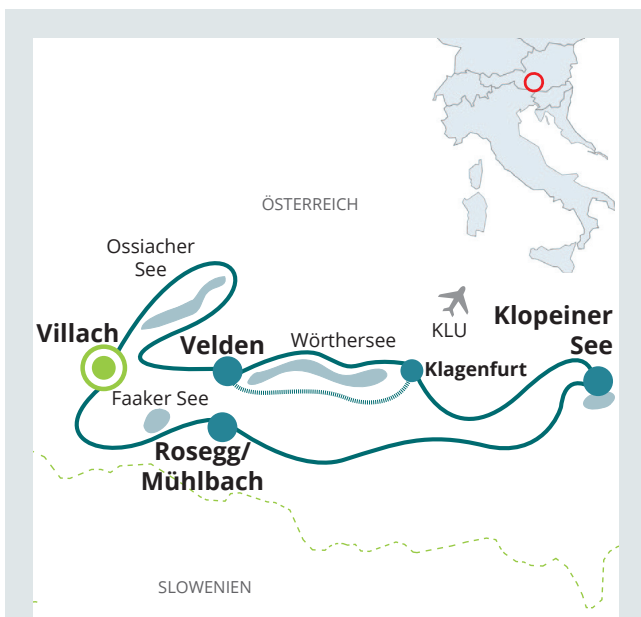 ÖSTERREICH
Ossiacher
See
Villach
Velden
Wörthersee
KLU
Klopeiner
See
Klagenfurt
Faaker See
Rosegg/
Mühlbach
SLOWENIEN